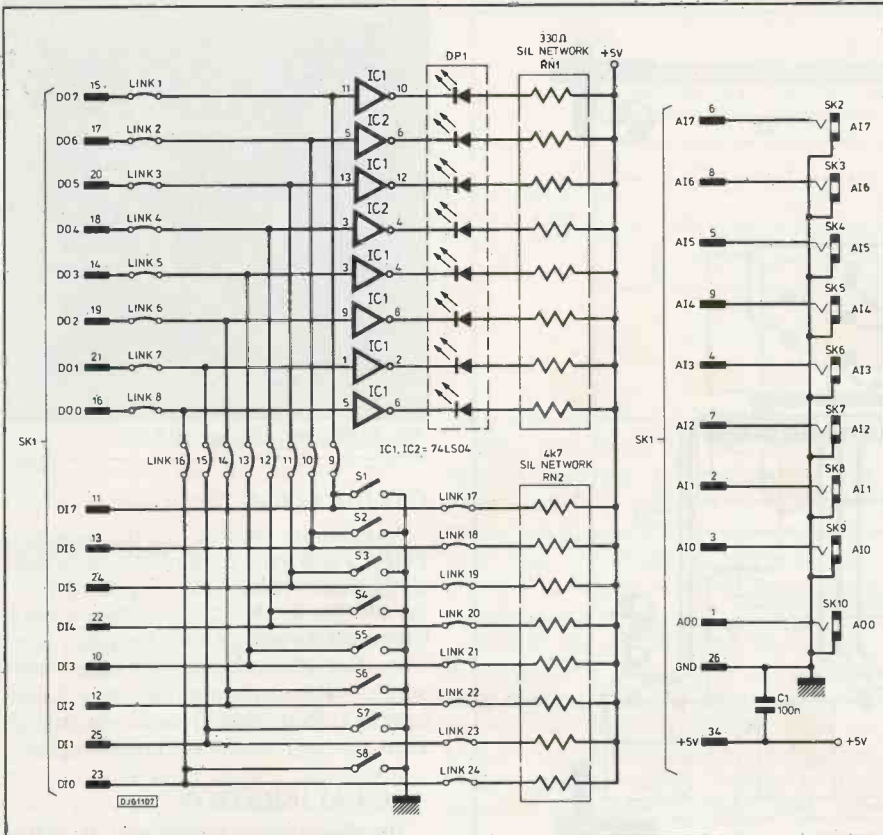 330Ω
SIL NETWORK
RN1
+5V
DP1
DO7 15 LINK 1 11 IC1 10
DO6 17 LINK 2 5 IC2 6
DO5 20 LINK 3 13 IC1 12
DO4 18 LINK 4 3 IC2 4
DO3 14 LINK 5 3 IC1 4
DO2 19 LINK 6 9 IC1 8
DO1 21 LINK 7 1 IC1 2
DO0 16 LINK 8 5 IC1 6
SK1
IC1, IC2 = 74LS04
LINK 16 15 14 13 12 11 10 9
4k7
SIL NETWORK
RN2
S1
DI7 11 LINK 17
S2
DI6 13 LINK 18
S3
DI5 24 LINK 19
S4
DI4 22 LINK 20
S5
DI3 10 LINK 21
S6
DI2 12 LINK 22
S7
DI1 25 LINK 23
S8
DI0 23 LINK 24
DJG1107
SK2
AI7 6 AI7
SK3
AI6 8 AI6
SK4
AI5 5 AI5
SK5
AI4 9 AI4
SK6
AI3 4 AI3
SK1
SK7
AI2 7 AI2
SK8
AI1 2 AI1
SK9
AI0 3 AI0
SK10
AO0 1 AO0
GND 26
C1
100n
+5V 34 +5V